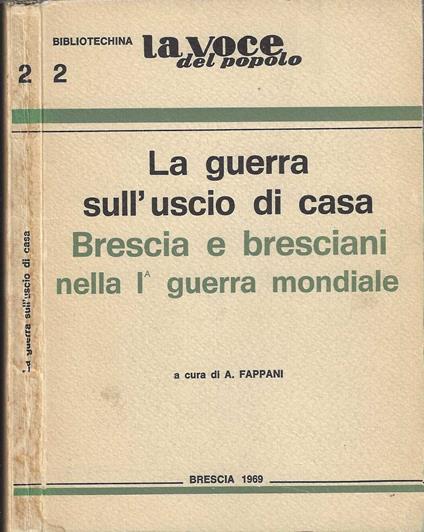 2
La guerra sull'uscio di casa
BIBLIOTECHINA la voce
2 del popolo
La guerra
sull'uscio di casa
Brescia e bresciani
nella Iᴬ guerra mondiale
a cura di A. FAPPANI
BRESCIA 1969